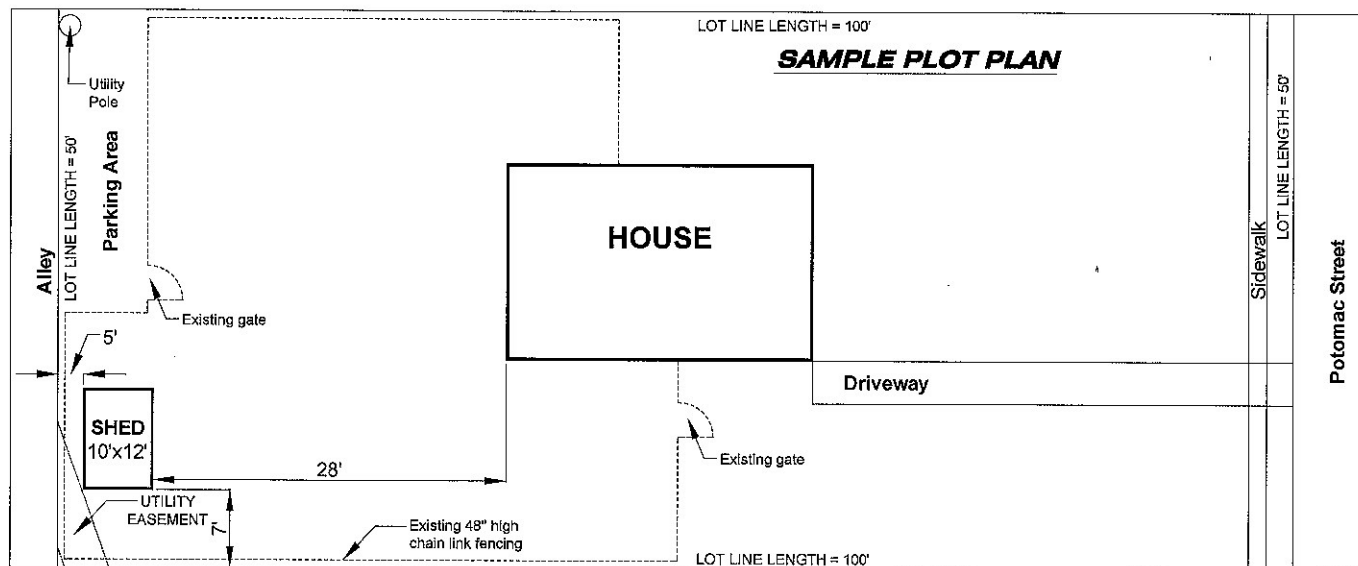 LOT LINE LENGTH = 100'
SAMPLE PLOT PLAN
Utility
Pole
Parking Area
LOT LINE LENGTH = 50'
Alley
HOUSE
Existing gate
5'
SHED
10'x12'
28'
UTILITY
EASEMENT
7'
Existing 48" high
chain link fencing
Existing gate
Driveway
LOT LINE LENGTH = 100'
Sidewalk
LOT LINE LENGTH = 50'
Potomac Street